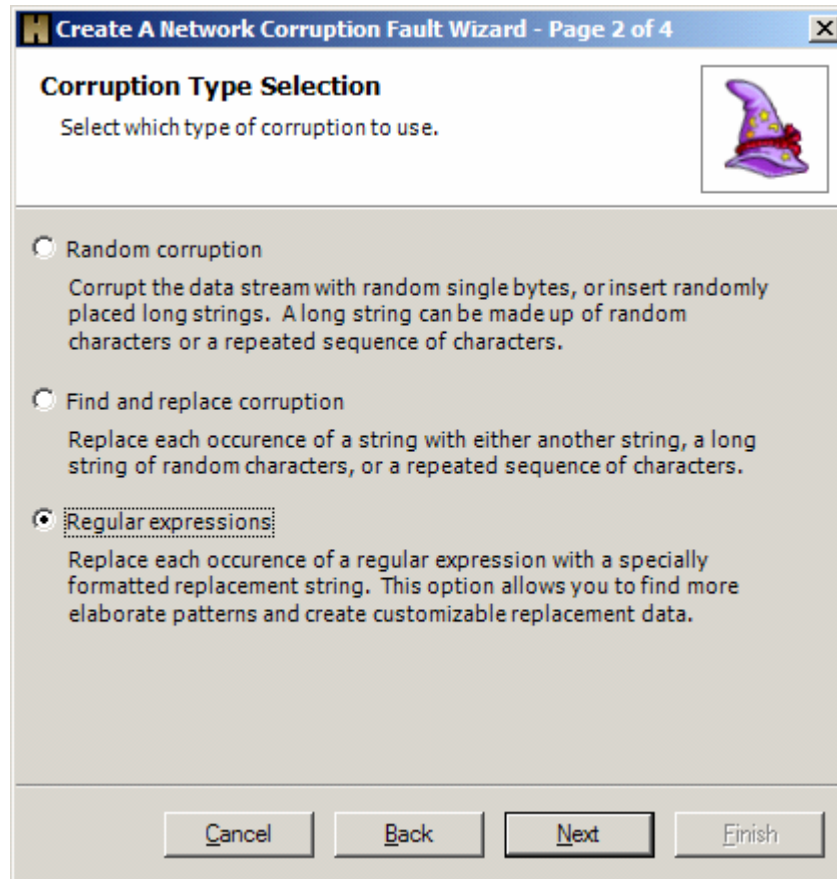 Create A Network Corruption Fault Wizard - Page 2 of 4
Corruption Type Selection
Select which type of corruption to use.
Random corruption
Corrupt the data stream with random single bytes, or insert randomly
placed long strings. A long string can be made up of random
characters or a repeated sequence of characters.
Find and replace corruption
Replace each occurence of a string with either another string, a long
string of random characters, or a repeated sequence of characters.
Regular expressions
Replace each occurence of a regular expression with a specially
formatted replacement string. This option allows you to find more
elaborate patterns and create customizable replacement data.
Cancel Back Next Finish